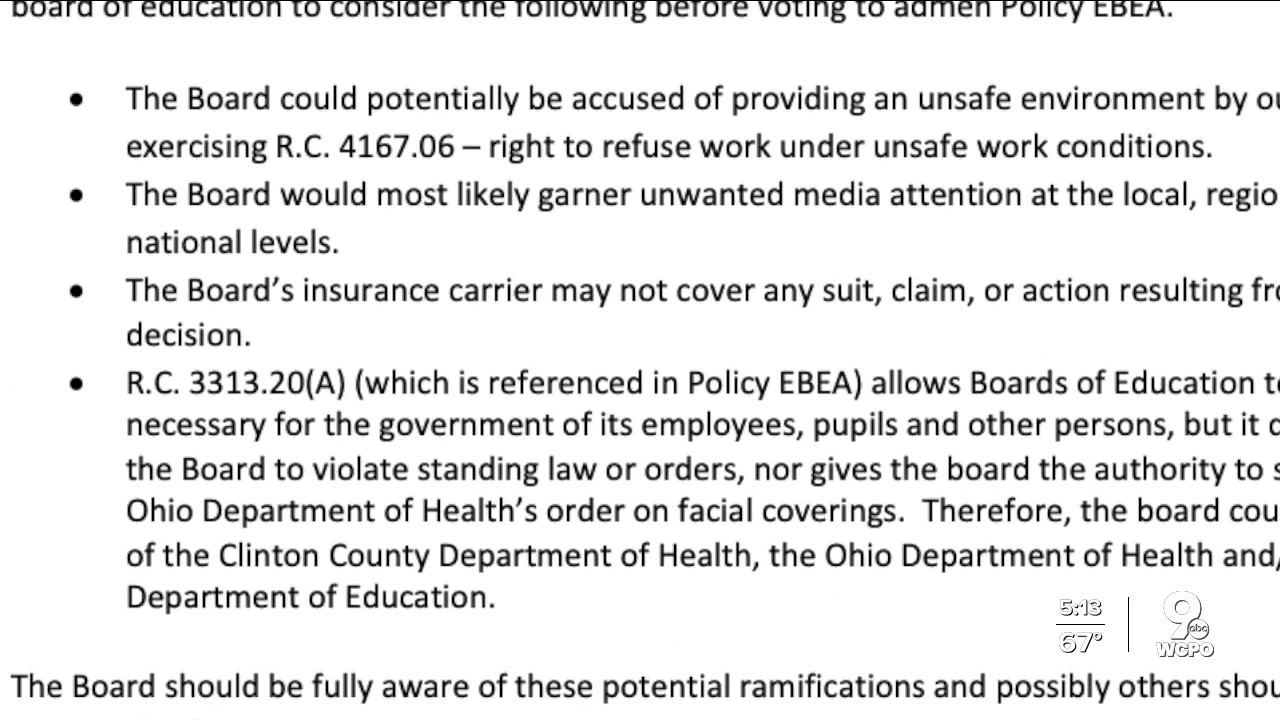 board of education to consider the following before voting to admen Policy EBEA.
• The Board could potentially be accused of providing an unsafe environment by
exercising R.C. 4167.06 – right to refuse work under unsafe work conditions.
• The Board would most likely garner unwanted media attention at the local, regio
national levels.
• The Board's insurance carrier may not cover any suit, claim, or action resulting fro
decision.
• R.C. 3313.20(A) (which is referenced in Policy EBEA) allows Boards of Education
necessary for the government of its employees, pupils and other persons, but it
the Board to violate standing law or orders, nor gives the board the authority to
Ohio Department of Health's order on facial coverings.  Therefore, the board cou
of the Clinton County Department of Health, the Ohio Department of Health and/
Department of Education.
5:13
67°
9
abc
WCPO
The Board should be fully aware of these potential ramifications and possibly others shou